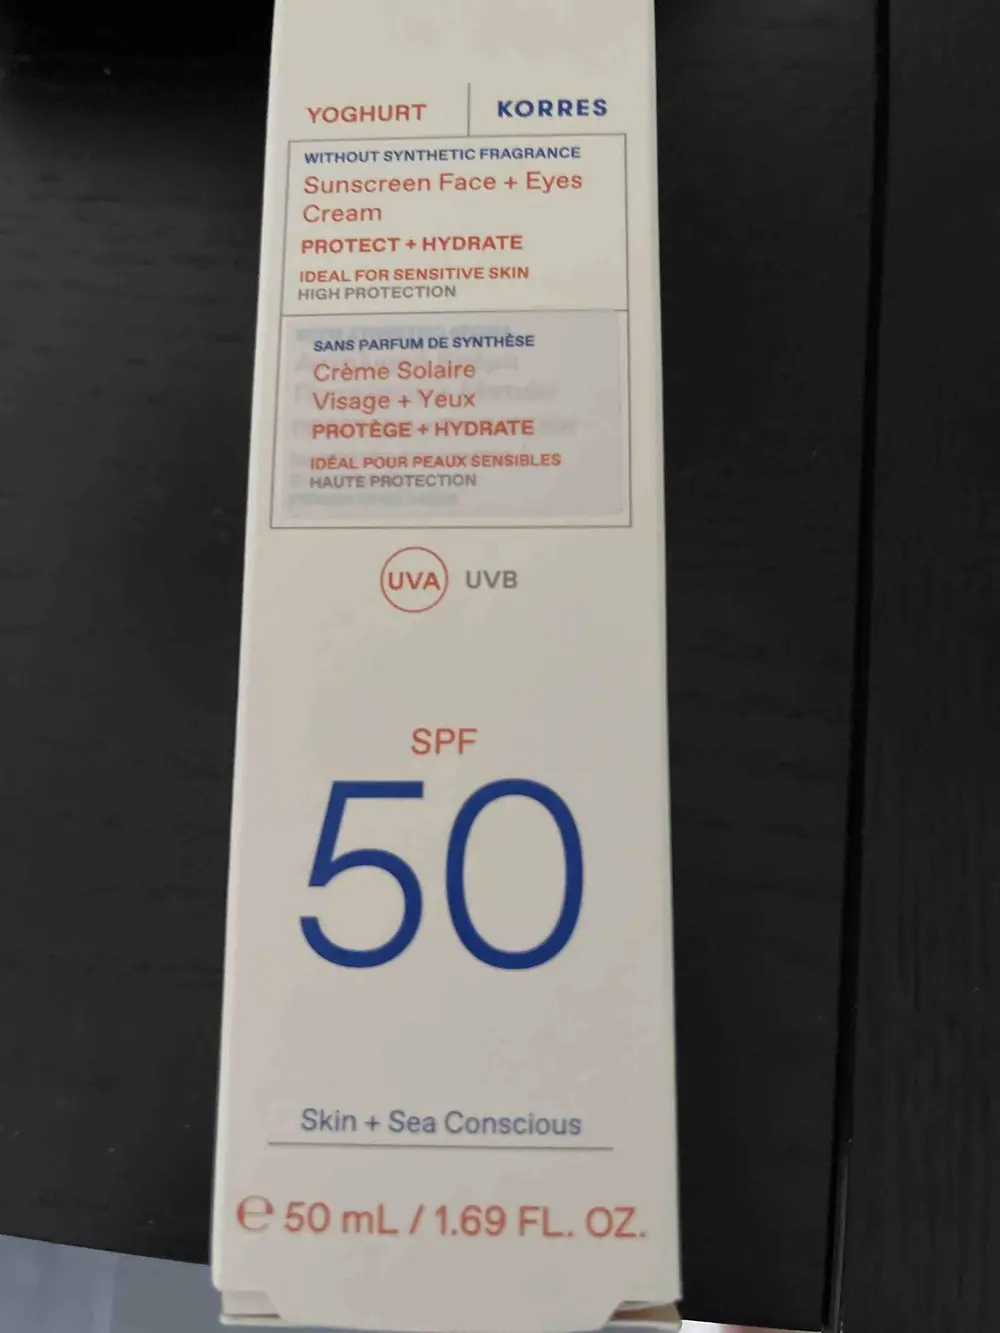 YOGHURT
KORRES
WITHOUT SYNTHETIC FRAGRANCE
Sunscreen Face + Eyes
Cream
PROTECT + HYDRATE
IDEAL FOR SENSITIVE SKIN
HIGH PROTECTION
SANS PARFUM DE SYNTHÈSE
Crème Solaire
Visage + Yeux
PROTÈGE + HYDRATE
IDÉAL POUR PEAUX SENSIBLES
HAUTE PROTECTION
UVA UVB
SPF
50
Skin + Sea Conscious
℮ 50 mL / 1.69 FL. OZ.